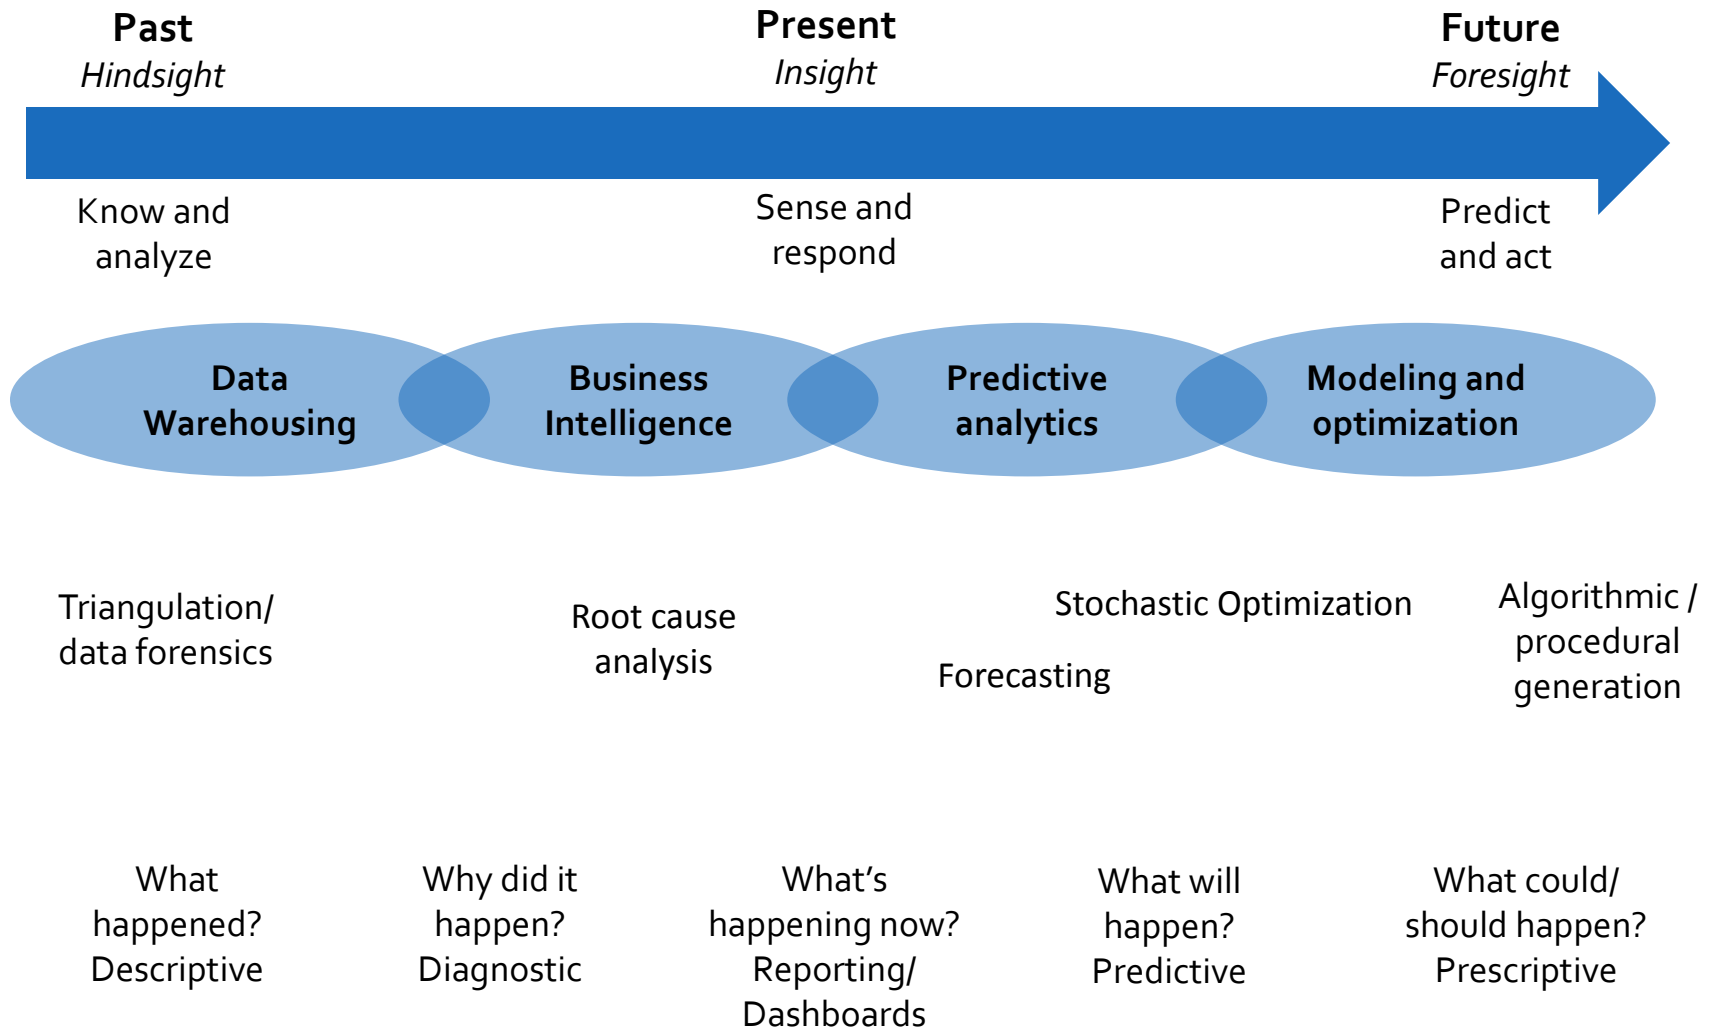 Past
Hindsight
Present
Insight
Future
Foresight
Know and
analyze
Sense and
respond
Predict
and act
Data
Warehousing
Business
Intelligence
Predictive
analytics
Modeling and
optimization
Triangulation/
data forensics
Root cause
analysis
Forecasting
Stochastic Optimization
Algorithmic /
procedural
generation
What
happened?
Descriptive
Why did it
happen?
Diagnostic
What's
happening now?
Reporting/
Dashboards
What will
happen?
Predictive
What could/
should happen?
Prescriptive